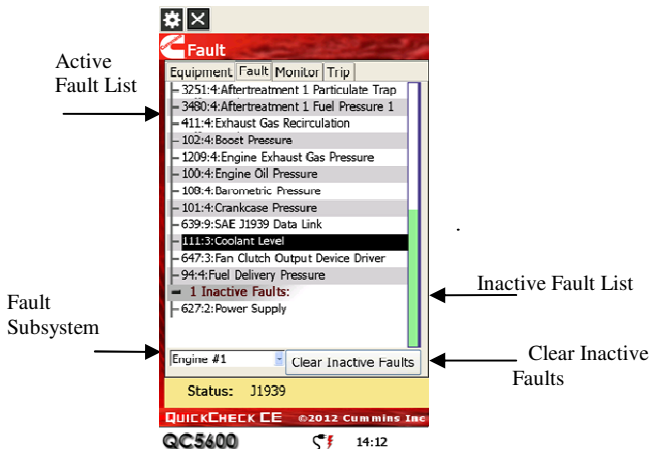 Fault
Equipment Fault Monitor Trip
Active
Fault List
3251:4:Aftertreatment 1 Particulate Trap
3480:4:Aftertreatment 1 Fuel Pressure 1
411:4: Exhaust Gas Recirculation
102:4: Boost Pressure
1209:4:Engine Exhaust Gas Pressure
100:4: Engine Oil Pressure
108:4: Barometric Pressure
101:4: Crankcase Pressure
639:9:SAE J1939 Data Link
111:3:Coolant Level
647:3: Fan Clutch Output Device Driver
94:4:Fuel Delivery Pressure
1 Inactive Faults:
Inactive Fault List
627:2: Power Supply
Fault
Subsystem
Engine #1
Clear Inactive Faults
Clear Inactive
Faults
Status: J1939
QUICKCHECK CE ©2012 Cummins Inc
QC5600 14:12